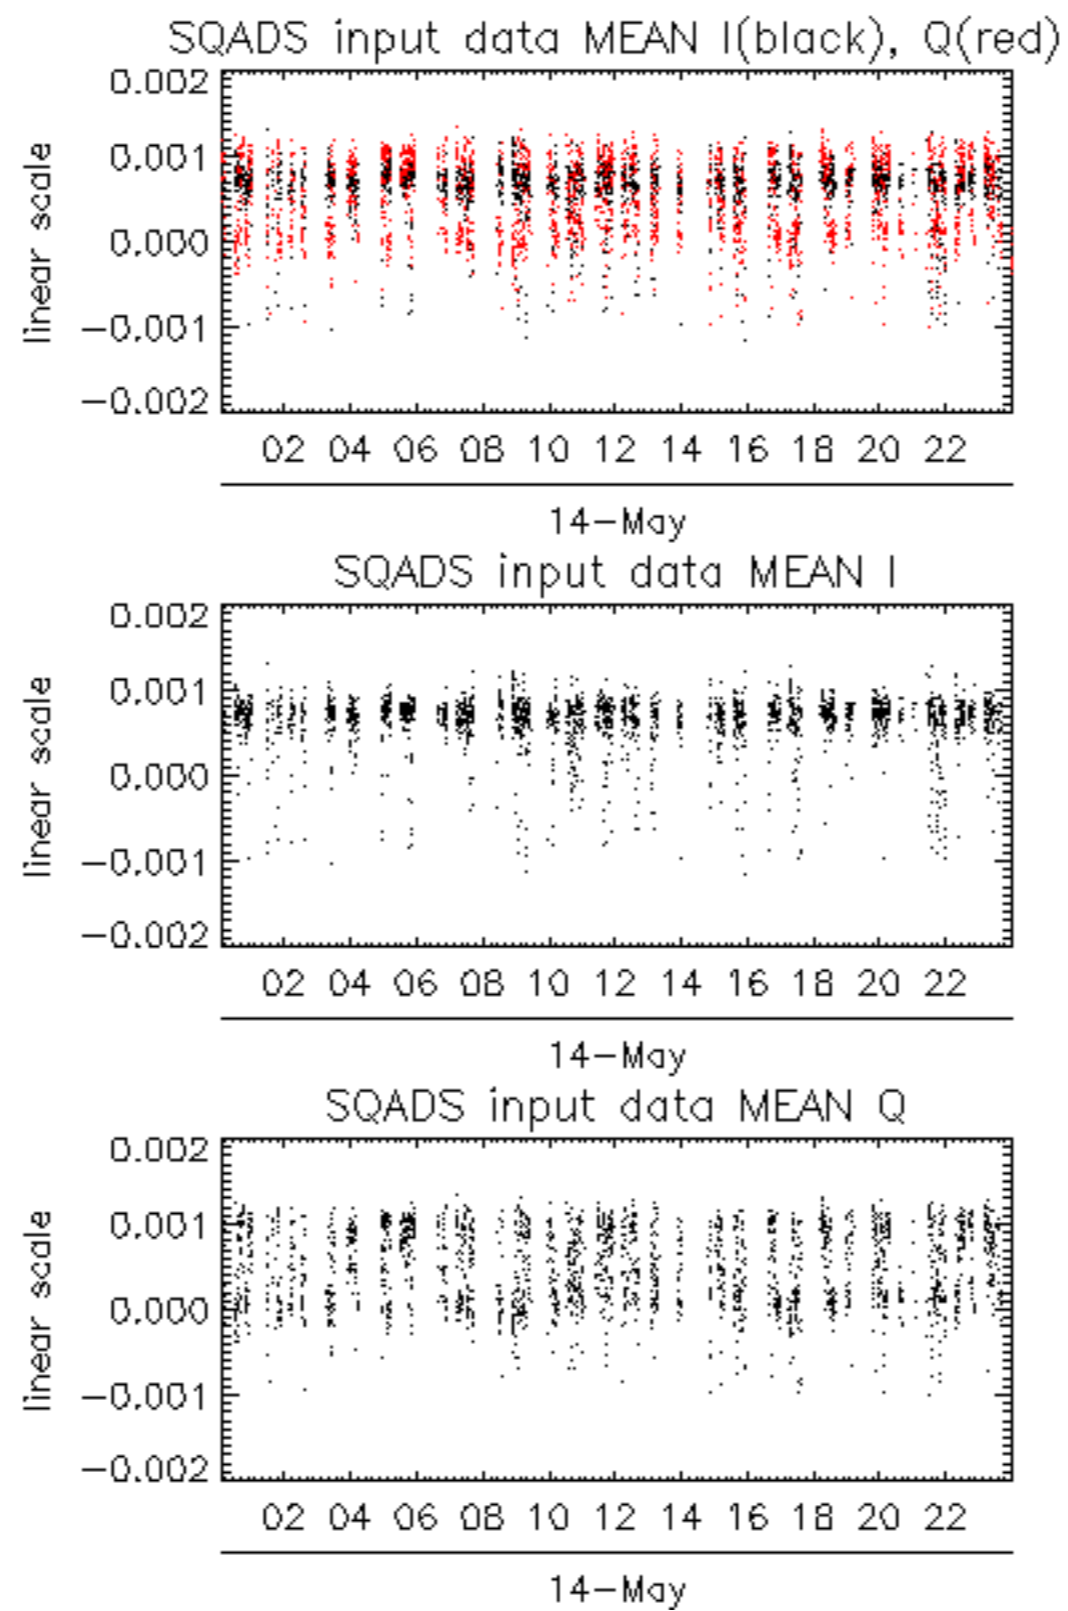 SQADS input data MEAN I(black), Q(red)
0.002
0.001
0.000
−0.001
−0.002
linear scale
02 04 06 08 10 12 14 16 18 20 22
14−May
SQADS input data MEAN I
0.002
0.001
0.000
−0.001
−0.002
linear scale
02 04 06 08 10 12 14 16 18 20 22
14−May
SQADS input data MEAN Q
0.002
0.001
0.000
−0.001
−0.002
linear scale
02 04 06 08 10 12 14 16 18 20 22
14−May